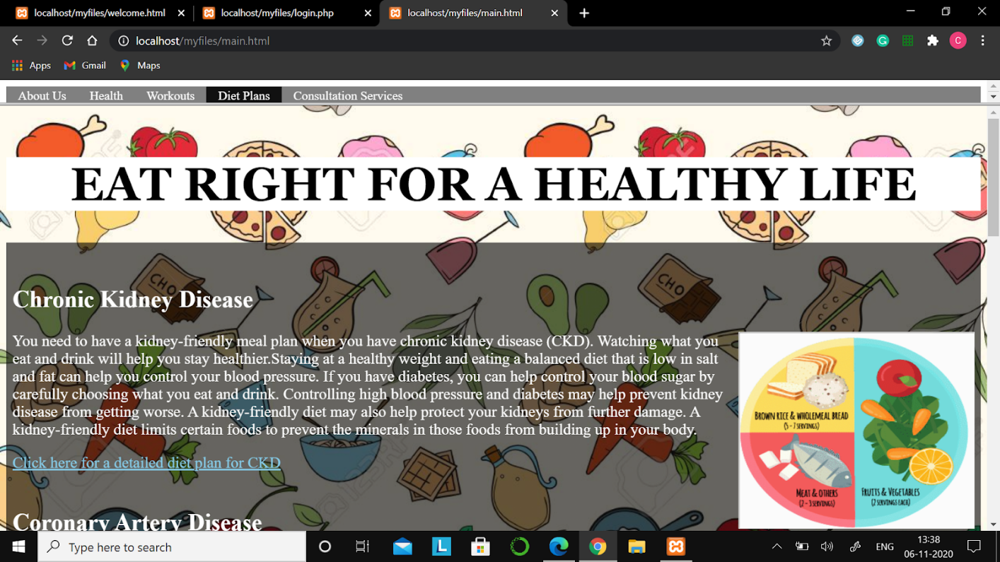 localhost/myfiles/welcome.html
localhost/myfiles/login.php
localhost/myfiles/main.html
localhost/myfiles/main.html
C
Apps
Gmail
Maps
About Us
Health
Workouts
Diet Plans
Consultation Services
EAT RIGHT FOR A HEALTHY LIFE
CHO
CHO
Chronic Kidney Disease
You need to have a kidney-friendly meal plan when you have chronic kidney disease (CKD). Watching what you
eat and drink will help you stay healthier.Staying at a healthy weight and eating a balanced diet that is low in salt
and fat can help you control your blood pressure. If you have diabetes, you can help control your blood sugar by
carefully choosing what you eat and drink. Controlling high blood pressure and diabetes may help prevent kidney
disease from getting worse. A kidney-friendly diet may also help protect your kidneys from further damage. A
kidney-friendly diet limits certain foods to prevent the minerals in those foods from building up in your body.
Click here for a detailed diet plan for CKD
BROWN RICE & WHOLEMEAL BREAD
(5 - 7 SERVINGS)
MEAT & OTHERS
(2 - 3 SERVINGS)
FRUITS & VEGETABLES
(2 SERVINGS EACH)
Coronary Artery Disease
Type here to search
L
ENG
13:38
06-11-2020